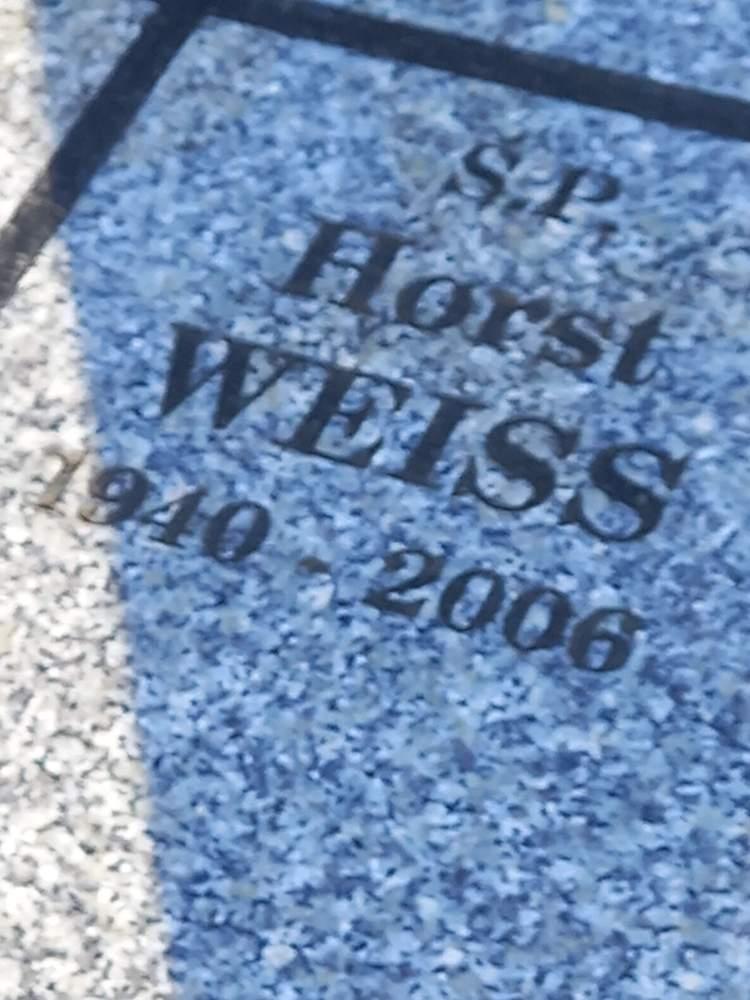 Ś.P.
Horst
WEISS
1940 - 2006